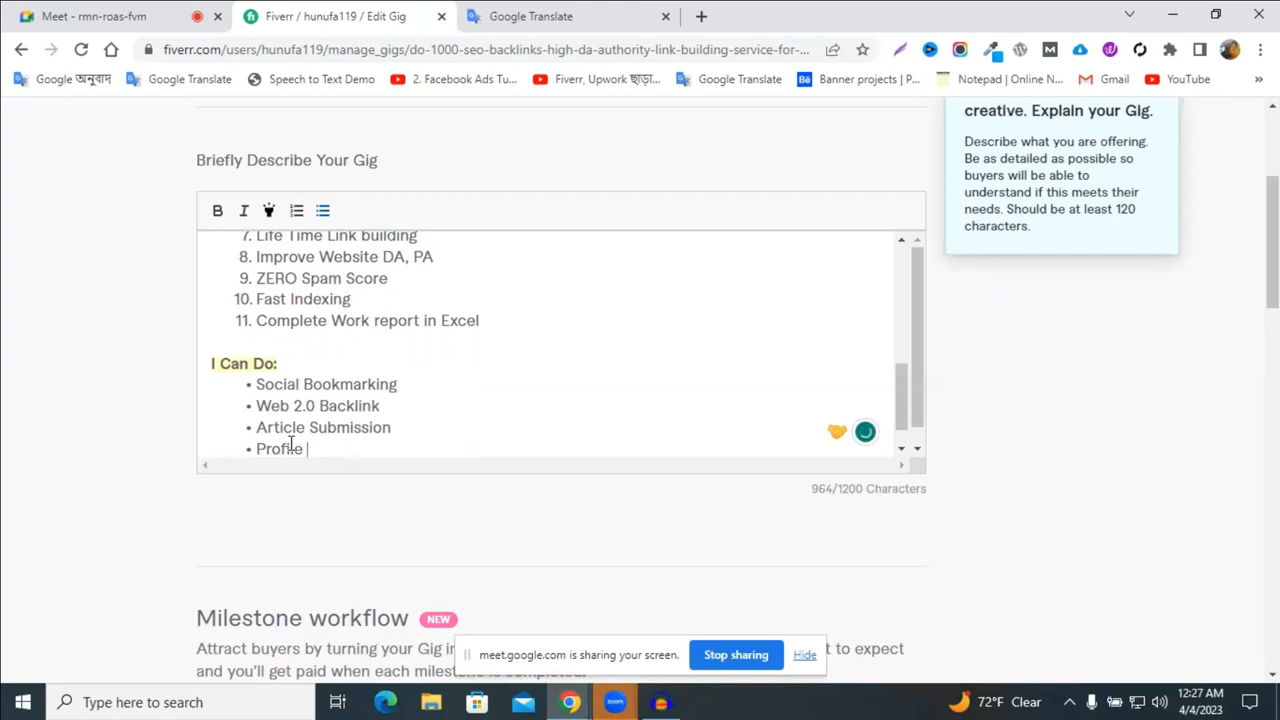 Meet - rmn-roas-fvm
Fiverr / hunufa119 / Edit Gig
Google Translate
fiverr.com/users/hunufa119/manage_gigs/do-1000-seo-backlinks-high-da-authority-link-building-service-for-...
Google অনুবাদ
Google Translate
Speech to Text Demo
2. Facebook Ads Tu...
Fiverr, Upwork ছাড়া...
Google Translate
Banner projects | P...
Notepad | Online N...
Gmail
YouTube
»
creative. Explain your Gig.
Describe what you are offering.
Be as detailed as possible so
buyers will be able to
understand if this meets their
needs. Should be at least 120
characters.
Briefly Describe Your Gig
B I
7. Life Time Link building
8. Improve Website DA, PA
9. ZERO Spam Score
10. Fast Indexing
11. Complete Work report in Excel
I Can Do:
• Social Bookmarking
• Web 2.0 Backlink
• Article Submission
• Profile
964/1200 Characters
Milestone workflow NEW
Attract buyers by turning your Gig in
t to expect
and you'll get paid when each milestone is completed.
meet.google.com is sharing your screen.
Stop sharing
Hide
Type here to search
zoom
72°F Clear
12:27 AM
4/4/2023